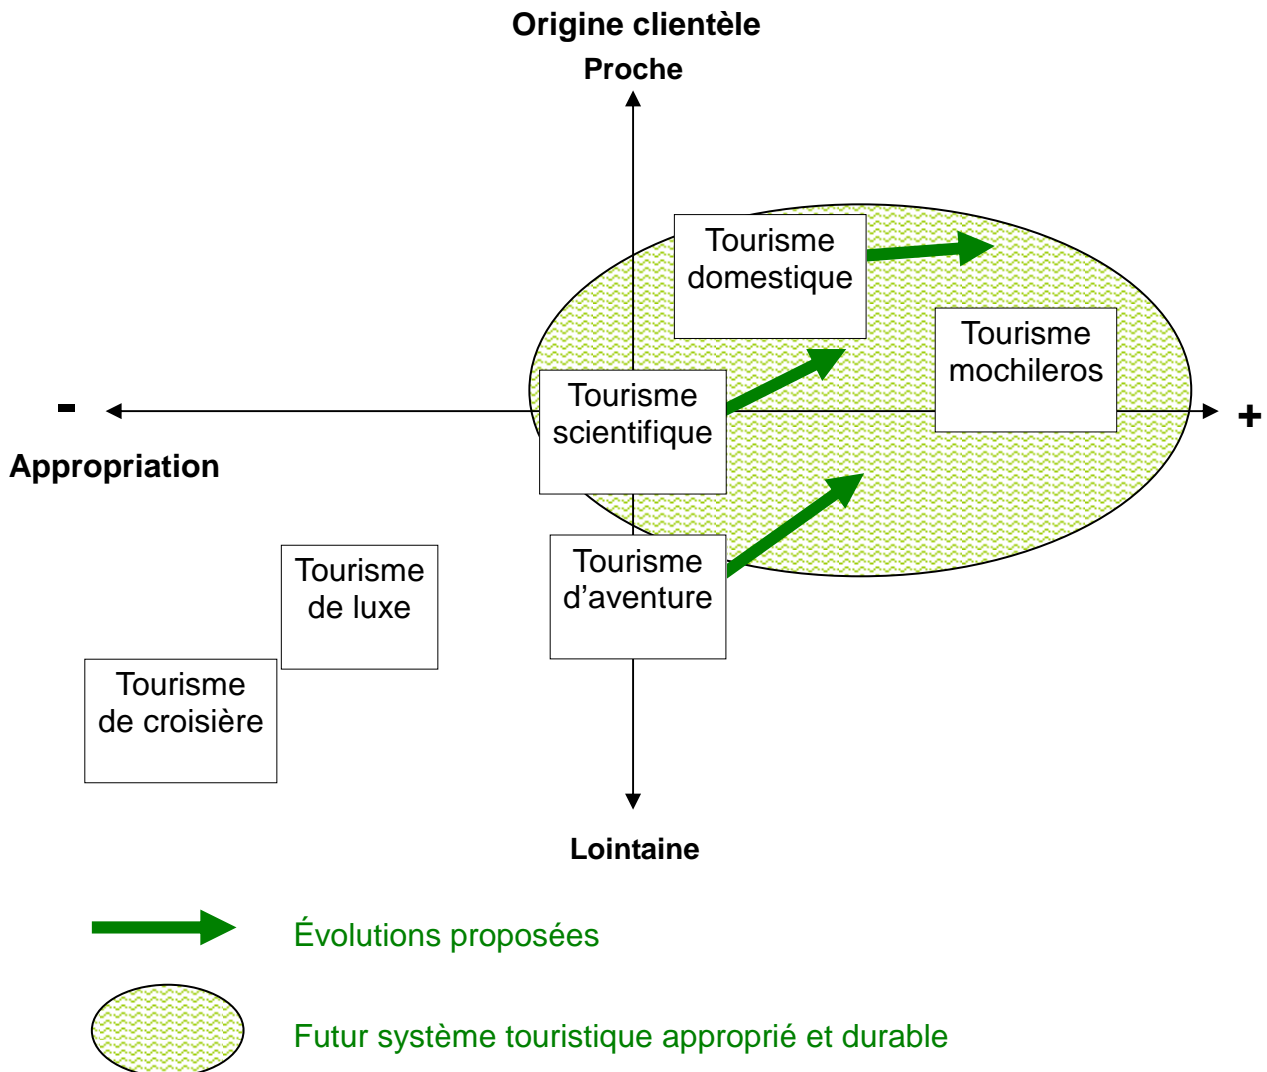 Origine clientèle
Proche
Tourisme
domestique
Tourisme
mochileros
Tourisme
scientifique
-
+
Appropriation
Tourisme
d'aventure
Tourisme
de luxe
Tourisme
de croisière
Lointaine
Évolutions proposées
Futur système touristique approprié et durable